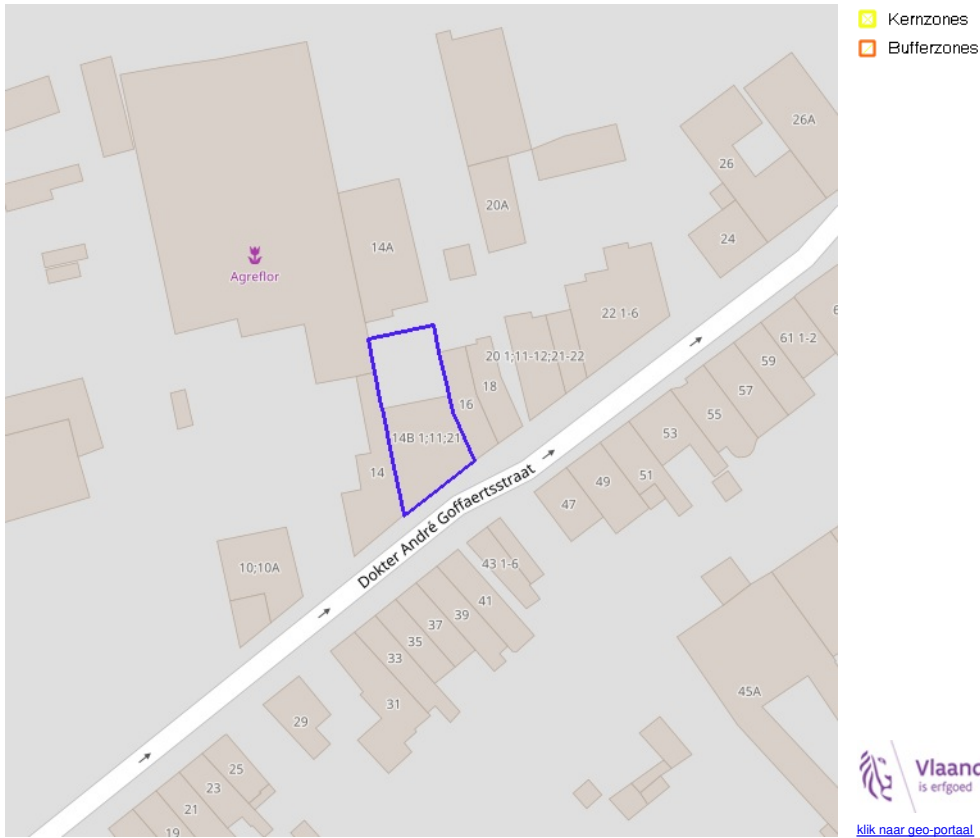 Kernzones
Bufferzones
26A
26
20A
24
14A
Agreflor
22 1-6
61 1-2
20 1;11-12;21-22
59
18
57
16
55
14B 1;11;21
53
14
51
49
47
Dokter André Goffaertsstraat
43 1-6
10;10A
41
39
37
35
33
45A
31
29
25
23
21
19
Vlaand
is erfgoed
klik naar geo-portaal